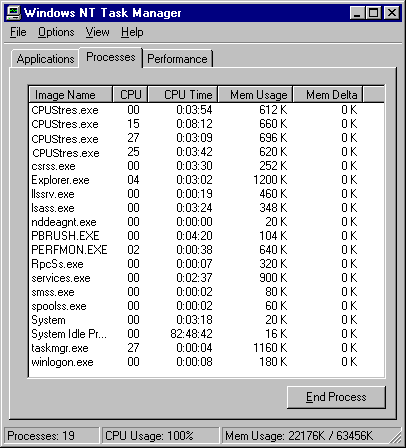 Windows NT Task Manager
File Options View Help
Applications Processes Performance
Image Name CPU CPU Time Mem Usage Mem Delta
CPUStres.exe 00 0:03:54 612 K 0 K
CPUStres.exe 15 0:08:12 660 K 0 K
CPUStres.exe 27 0:03:09 696 K 0 K
CPUStres.exe 25 0:03:42 620 K 0 K
csrss.exe 00 0:03:30 252 K 0 K
Explorer.exe 04 0:03:02 1200 K 0 K
llssrv.exe 00 0:00:19 460 K 0 K
lsass.exe 00 0:03:24 348 K 0 K
nddeagnt.exe 00 0:00:00 20 K 0 K
PBRUSH.EXE 00 0:04:20 104 K 0 K
PERFMON.EXE 02 0:00:38 640 K 0 K
RpcSs.exe 00 0:00:07 320 K 0 K
services.exe 00 0:02:37 900 K 0 K
smss.exe 00 0:00:02 80 K 0 K
spoolss.exe 00 0:00:02 60 K 0 K
System 00 0:03:18 20 K 0 K
System Idle Pr... 00 82:48:42 16 K 0 K
taskmgr.exe 27 0:00:04 1160 K 0 K
winlogon.exe 00 0:00:08 180 K 0 K
End Process
Processes: 19 CPU Usage: 100% Mem Usage: 22176K / 63456K